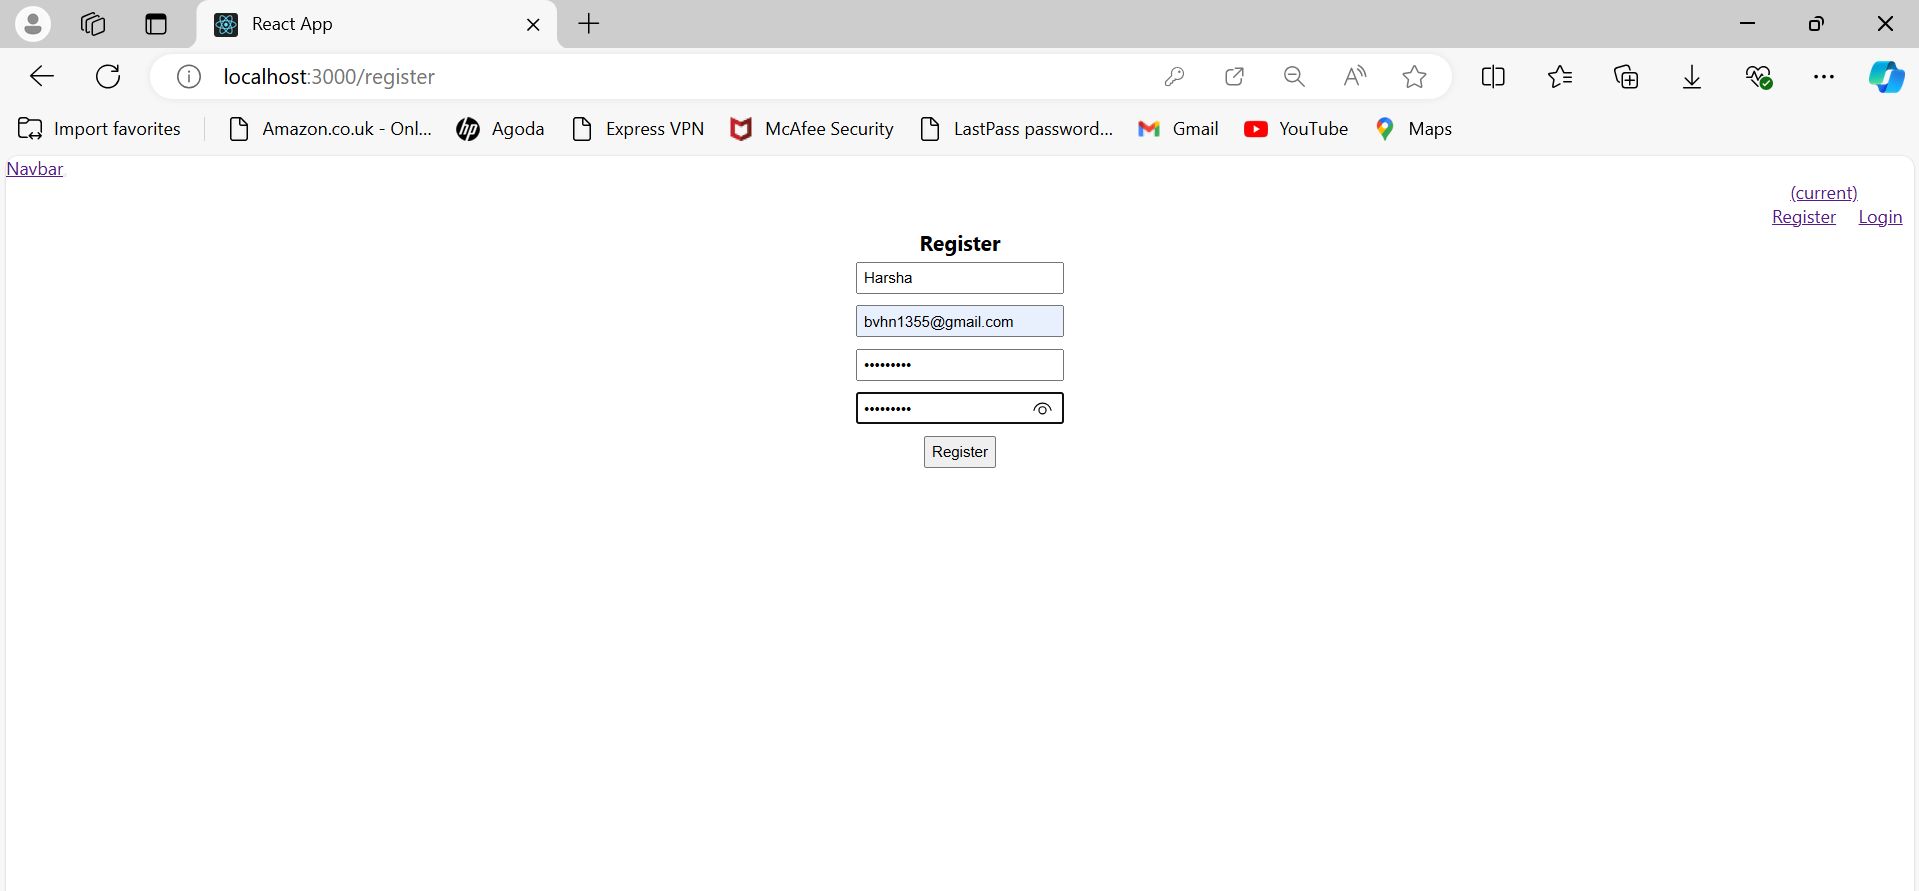 React App
localhost:3000/register
Import favorites Amazon.co.uk - Onl... Agoda Express VPN McAfee Security LastPass password... Gmail YouTube Maps
Navbar
(current)
Register Login
Register
Harsha
bvhn1355@gmail.com
•••••••••
•••••••••
Register